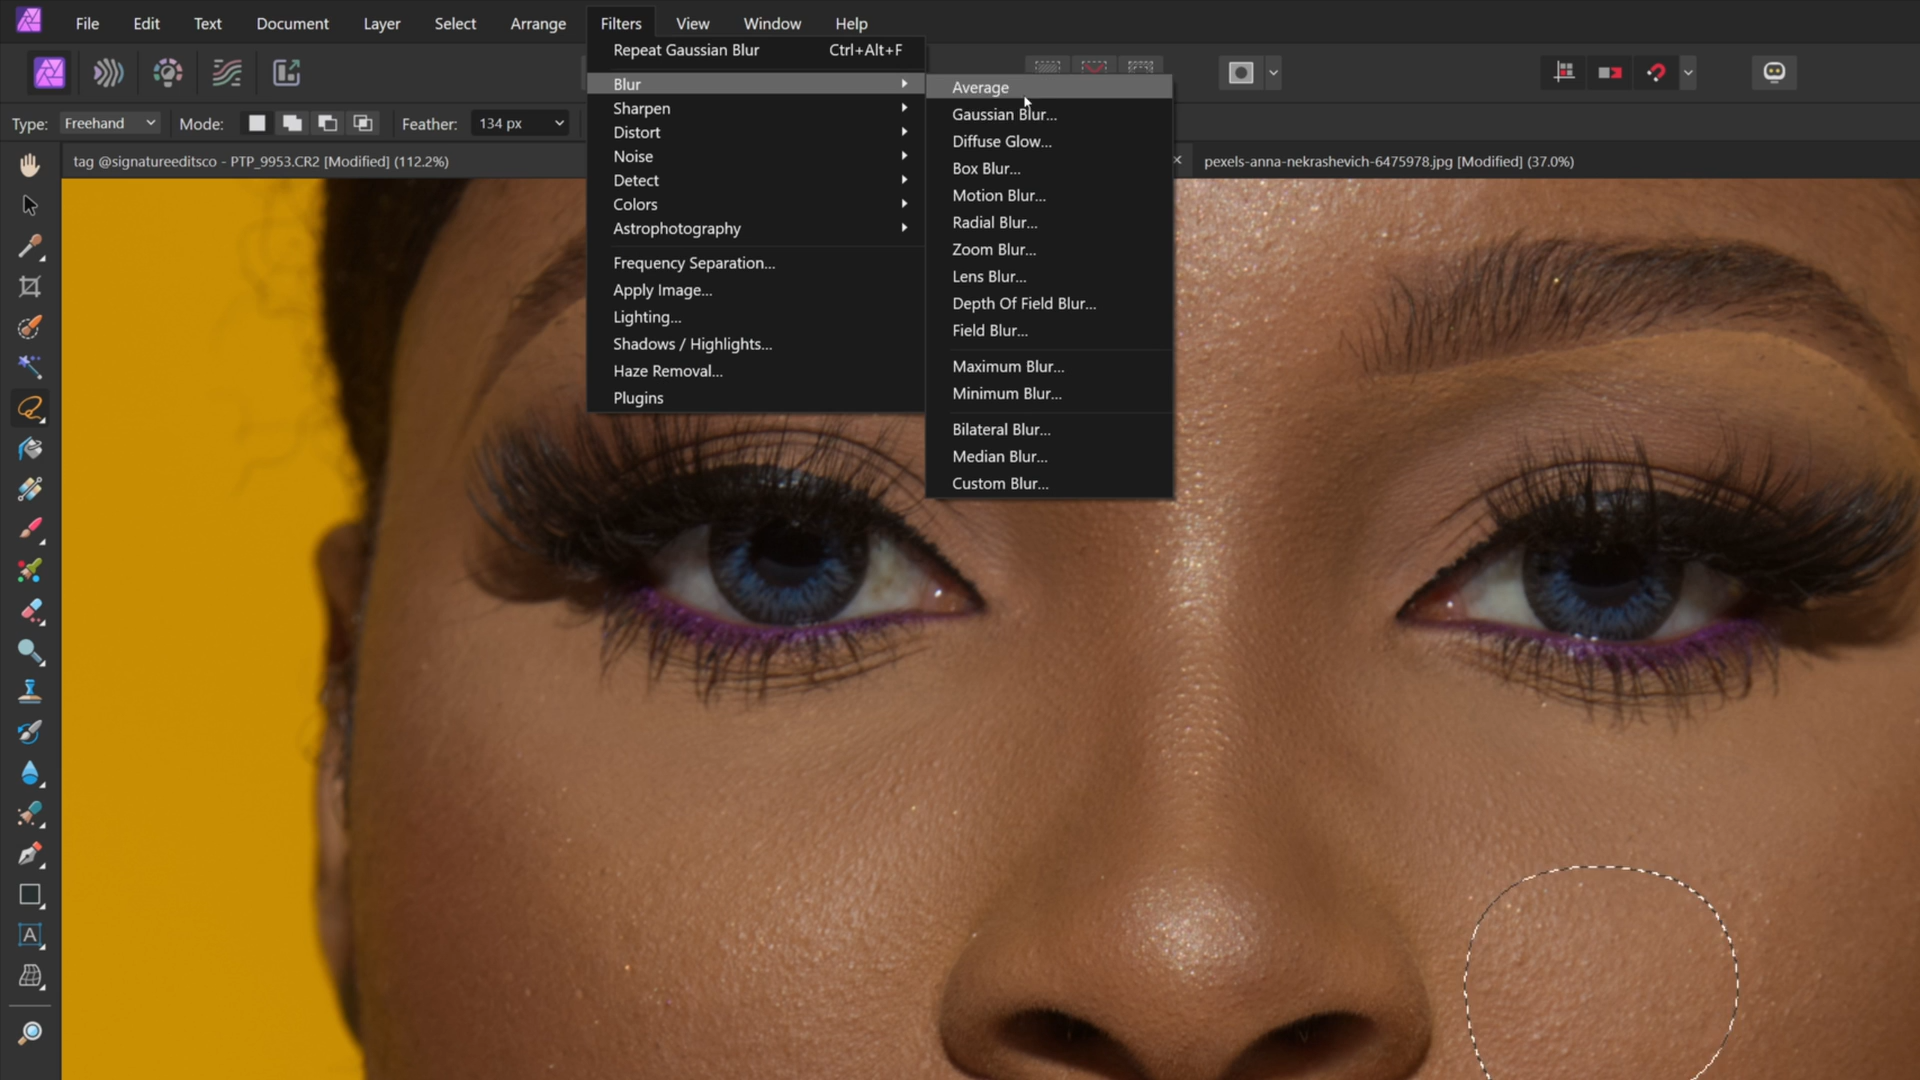 File Edit Text Document Layer Select Arrange Filters View Window Help
Repeat Gaussian Blur Ctrl+Alt+F
Blur
Sharpen
Distort
Noise
Detect
Colors
Astrophotography
Frequency Separation...
Apply Image...
Lighting...
Shadows / Highlights...
Haze Removal...
Plugins
Average
Gaussian Blur...
Diffuse Glow...
Box Blur...
Motion Blur...
Radial Blur...
Zoom Blur...
Lens Blur...
Depth Of Field Blur...
Field Blur...
Maximum Blur...
Minimum Blur...
Bilateral Blur...
Median Blur...
Custom Blur...
Type: Freehand Mode: Feather: 134 px
tag @signatureeditsco - PTP_9953.CR2 [Modified] (112.2%)
pexels-anna-nekrashevich-6475978.jpg [Modified] (37.0%)
A